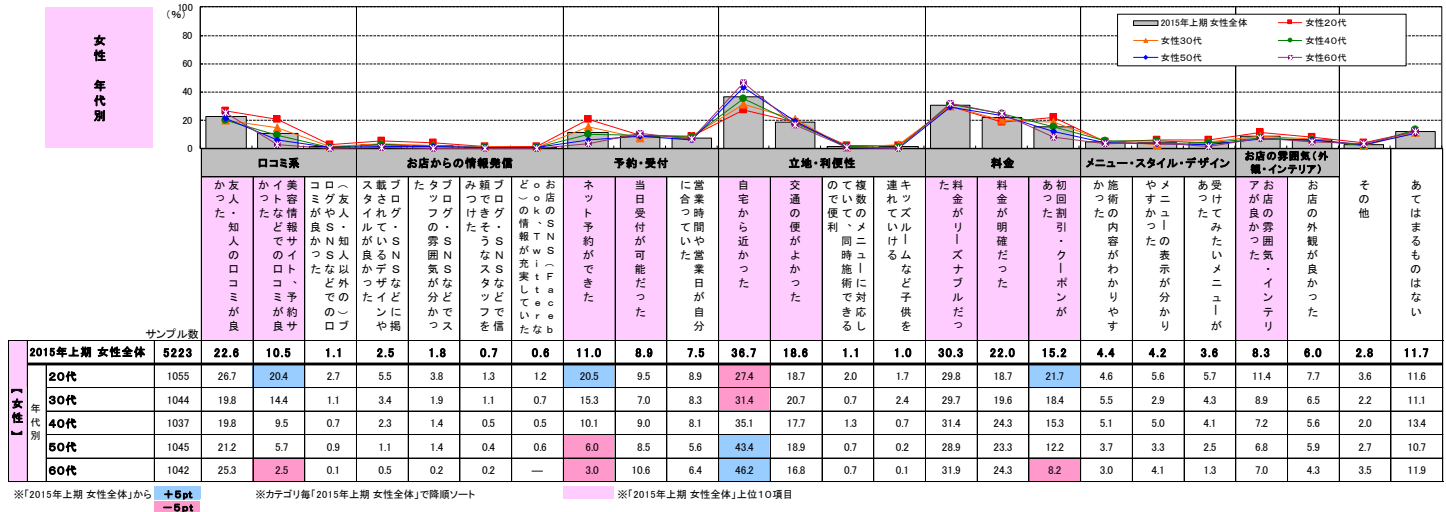 女性 年代別
(%)
100
80
60
40
20
0
2015年上期 女性全体
女性20代
女性30代
女性40代
女性50代
女性60代
口コミ系 お店からの情報発信 予約・受付 立地・利便性 料金 メニュー・スタイル・デザイン お店の雰囲気(外観・インテリア)
友人・知人の口コミが良かった
美容情報サイト、予約サイトなどでの口コミが良かった
(友人・知人以外の)ブログやSNSなどでの口コミが良かった
ブログ・SNSなどに掲載されているデザインやスタイルが良かった
ブログ・SNSなどでスタッフの雰囲気が分かった
ブログ・SNSなどで信頼できそうなスタッフをみつけた
お店のSNS(Facebook、Twitterなど)の情報が充実していた
ネット予約ができた
当日受付が可能だった
営業時間や営業日が自分に合っていた
自宅から近かった
交通の便がよかった
複数のメニューに対応していて、同時施術できるので便利
キッズルームなど子供を連れていける
料金がリーズナブルだった
料金が明確だった
初回割引・クーポンがあった
施術の内容がわかりやすかった
メニューの表示が分かりやすかった
受けてみたいメニューがあった
お店の雰囲気・インテリアが良かった
お店の外観が良かった
その他
あてはまるものはない
サンプル数
2015年上期 女性全体 5223 22.6 10.5 1.1 2.5 1.8 0.7 0.6 11.0 8.9 7.5 36.7 18.6 1.1 1.0 30.3 22.0 15.2 4.4 4.2 3.6 8.3 6.0 2.8 11.7
【女性】
年代別
20代 1055 26.7 20.4 2.7 5.5 3.8 1.3 1.2 20.5 9.5 8.9 27.4 18.7 2.0 1.7 29.8 18.7 21.7 4.6 5.6 5.7 11.4 7.7 3.6 11.6
30代 1044 19.8 14.4 1.1 3.4 1.9 1.1 0.7 15.3 7.0 8.3 31.4 20.7 0.7 2.4 29.7 19.6 18.4 5.5 2.9 4.3 8.9 6.5 2.2 11.1
40代 1037 19.8 9.5 0.7 2.3 1.4 0.5 0.5 10.1 9.0 8.1 35.1 17.7 1.3 0.7 31.4 24.3 15.3 5.1 5.0 4.1 7.2 5.6 2.0 13.4
50代 1045 21.2 5.7 0.9 1.1 1.4 0.4 0.6 6.0 8.5 5.6 43.4 18.9 0.7 0.2 28.9 23.3 12.2 3.7 3.3 2.5 6.8 5.9 2.7 10.7
60代 1042 25.3 2.5 0.1 0.5 0.2 0.2 — 3.0 10.6 6.4 46.2 16.8 0.7 0.1 31.9 24.3 8.2 3.0 4.1 1.3 7.0 4.3 3.5 11.9
※「2015年上期 女性全体」から +5pt ※カテゴリ毎「2015年上期 女性全体」で降順ソート ※「2015年上期 女性全体」上位10項目
−5pt